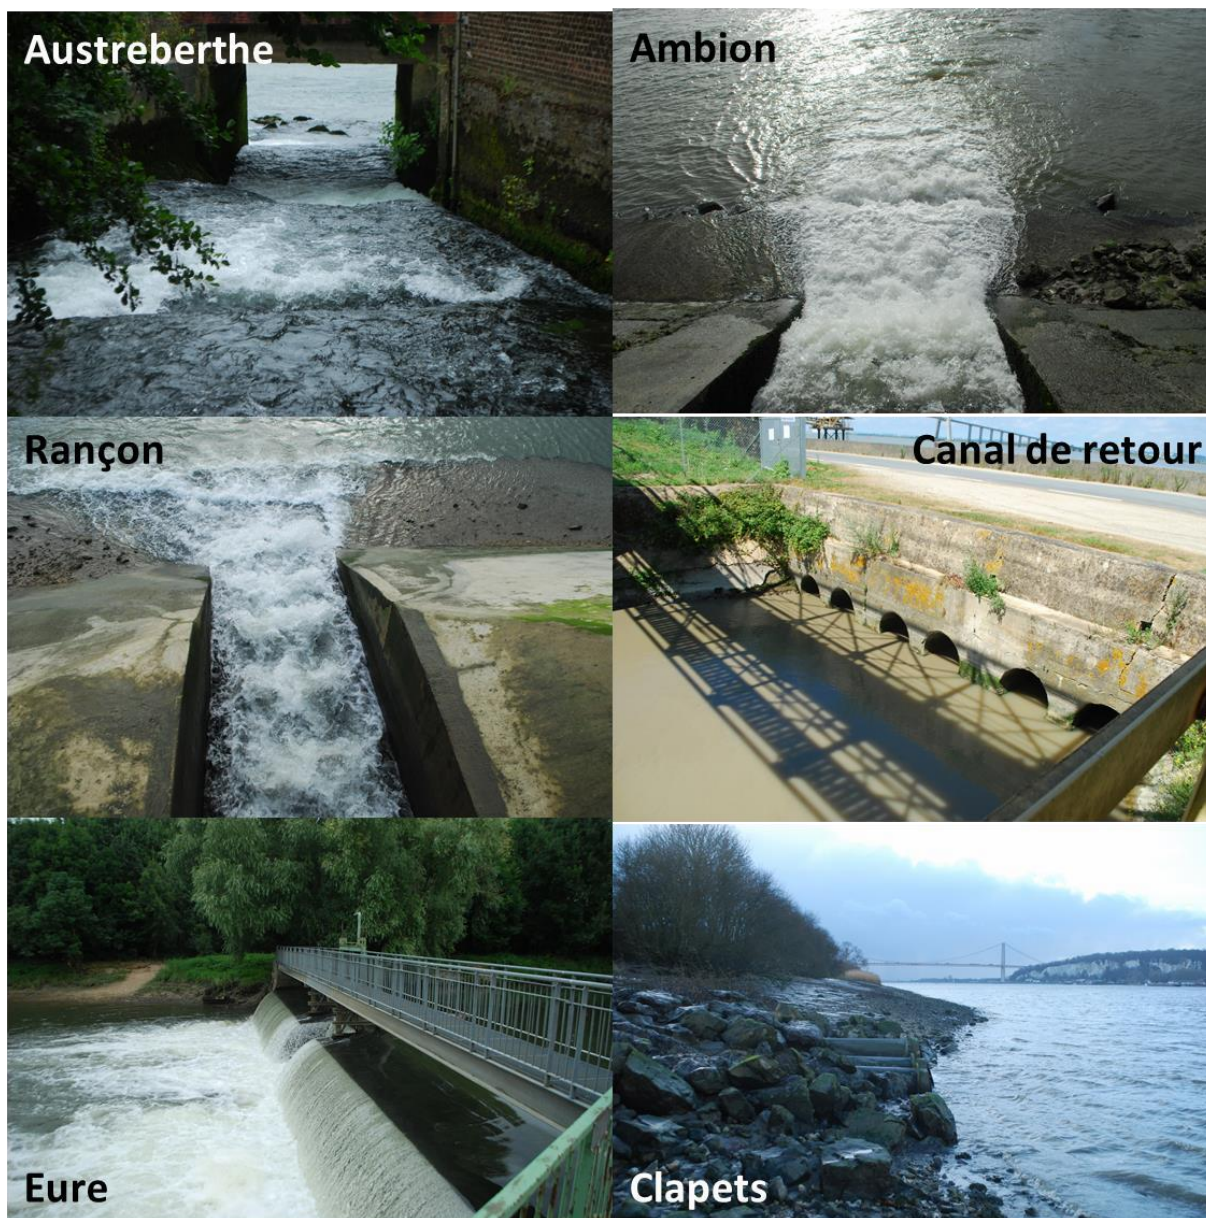 Austreberthe
Ambion
Rançon
Canal de retour
Eure
Clapets